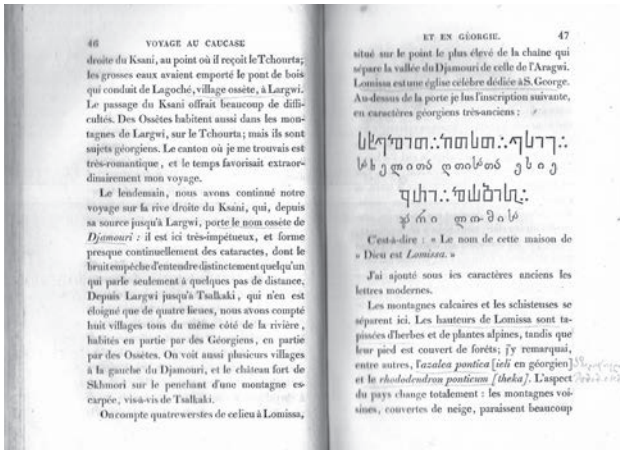 46 VOYAGE AU CAUCASE
droite du Ksani, au point où il reçoit le Tchourta;
les grosses eaux avaient emporté le pont de bois
qui conduit de Lagoché, village ossète, à Largwi.
Le passage du Ksani offrait beaucoup de diffi-
cultés. Des Ossètes habitent aussi dans les mon-
tagnes de Largwi, sur le Tchourta; mais ils sont
sujets géorgiens. Le canton où je me trouvais est
très-romantique, et le temps favorisait extraor-
dinairement mon voyage.
Le lendemain, nous avons continué notre
voyage sur la rive droite du Ksani, qui, depuis
sa source jusqu'à Largwi, porte le nom ossète de
Djamouri : il est ici très-impétueux, et forme
presque continuellement des cataractes, dont le
bruit empêche d'entendre distinctement quelqu'un
qui parle seulement à quelques pas de distance.
Depuis Largwi jusqu'à Tsalkaki, qui n'en est
éloigné que de quatre lieues, nous avons compté
huit villages tous du même côté de la rivière,
habités en partie par des Géorgiens, en partie
par des Ossètes. On voit aussi plusieurs villages
à la gauche du Djamouri, et le château fort de
Skhmori sur le penchant d'une montagne es-
carpée, vis-à-vis de Tsalkaki.
On compte quatre werstes de ce lieu à Lomissa,
ET EN GÉORGIE. 47
situé sur le point le plus élevé de la chaîne qui
sépare la vallée du Djamouri de celle de l'Aragwi.
Lomissa est une église célèbre dédiée à S. George.
Au-dessus de la porte je lus l'inscription suivante,
en caractères géorgiens très-anciens :
სახელითა ღთისათა ესიე
C'est-à-dire : « Le nom de cette maison de
» Dieu est Lomissa. »
J'ai ajouté sous les caractères anciens les
lettres modernes.
Les montagnes calcaires et les schisteuses se
séparent ici. Les hauteurs de Lomissa sont ta-
pissées d'herbes et de plantes alpines, tandis que
leur pied est couvert de forêts; j'y remarquai,
entre autres, l'azalea pontica [ieli en géorgien]
et le rhododendron ponticum [theka]. L'aspect
du pays change totalement : les montagnes voi-
sines, couvertes de neige, paraissent beaucoup